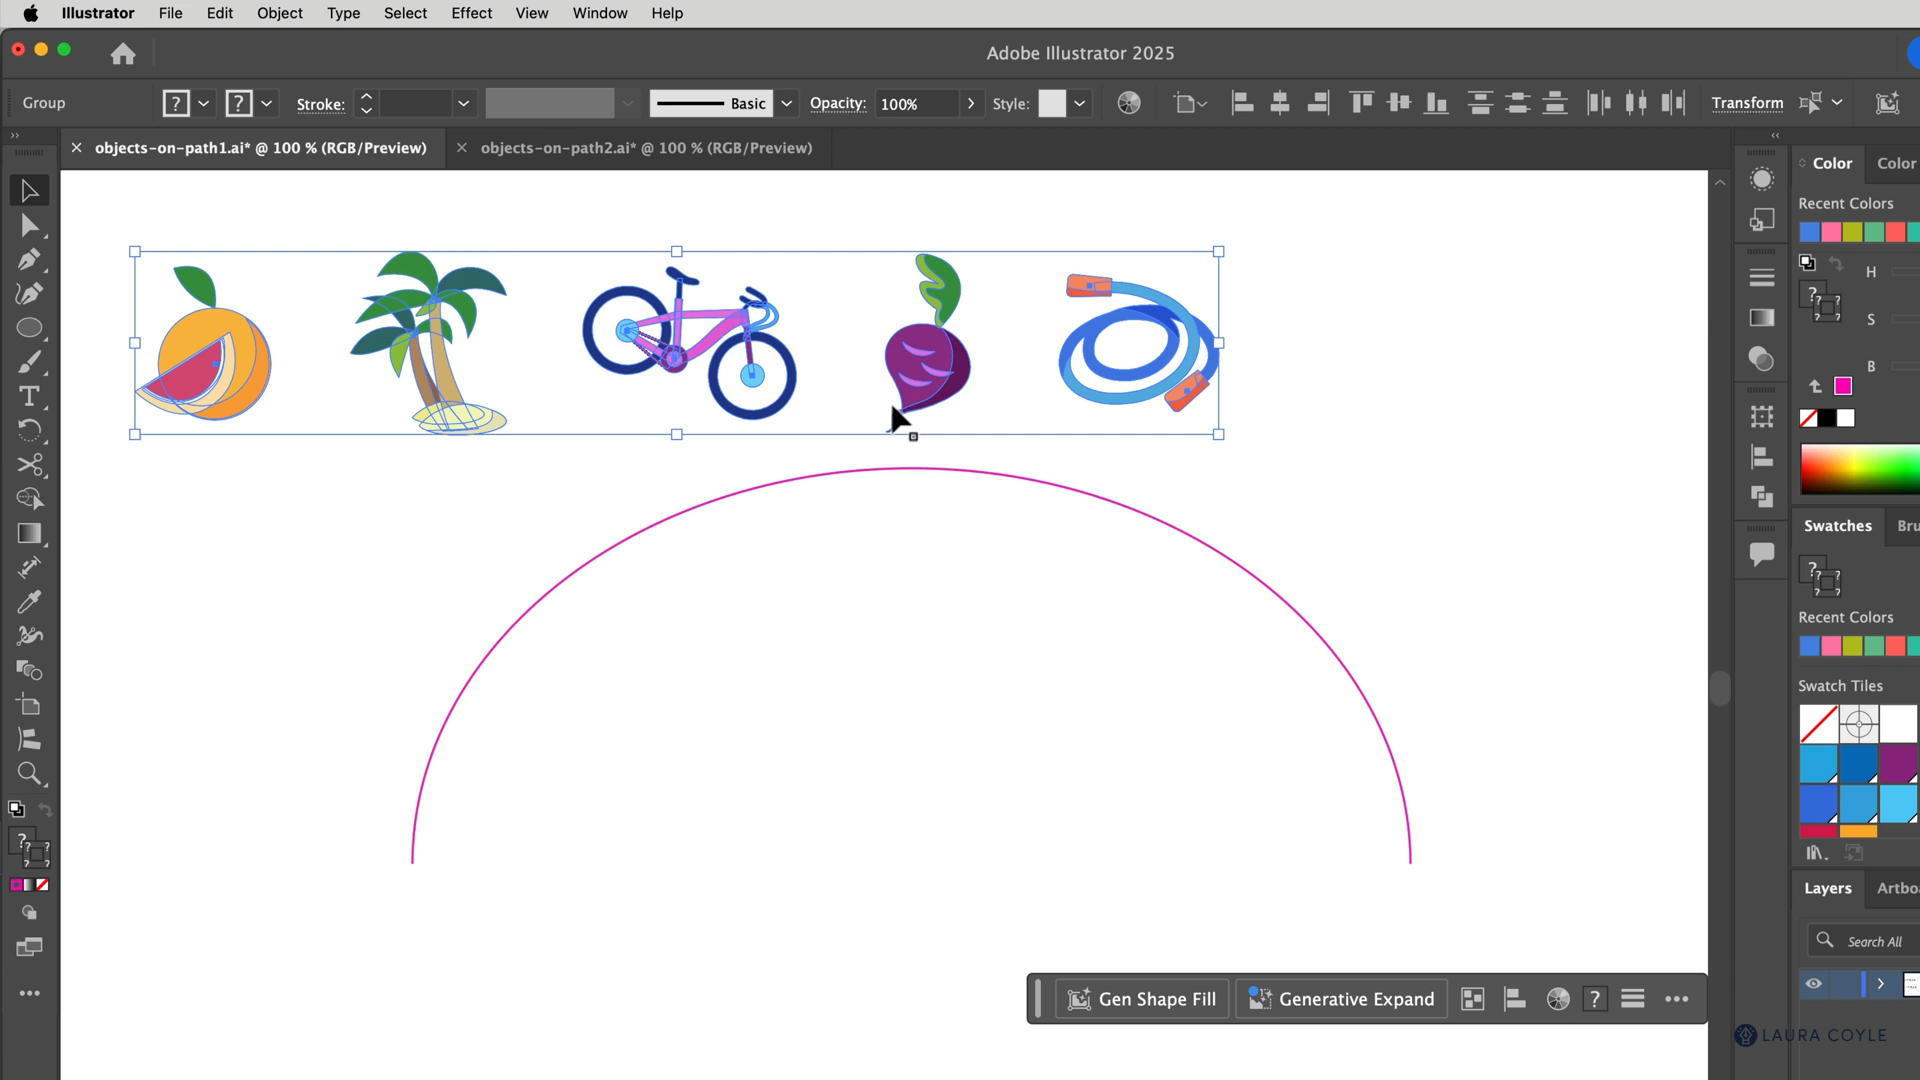 Illustrator File Edit Object Type Select Effect View Window Help
Adobe Illustrator 2025
Group ? ? Stroke: Basic Opacity: 100% Style: Transform
objects-on-path1.ai* @ 100 % (RGB/Preview) objects-on-path2.ai* @ 100 % (RGB/Preview)
Color Color
Recent Colors
H
S
B
Swatches Bru
Recent Colors
Swatch Tiles
Layers Artbo
Search All
Gen Shape Fill Generative Expand ?
LAURA COYLE